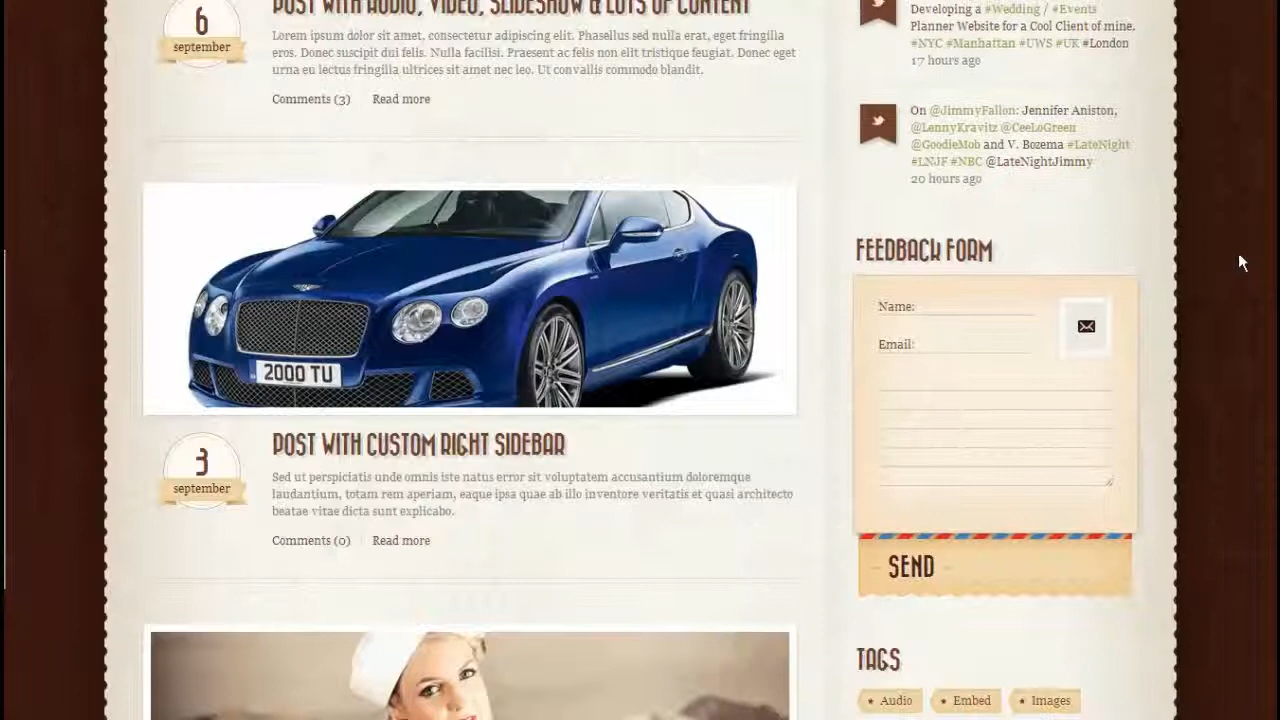 6
september
POST WITH AUDIO, VIDEO, SLIDESHOW & LOTS OF CONTENT
Lorem ipsum dolor sit amet, consectetur adipiscing elit. Phasellus sed nulla erat, eget fringilla
eros. Donec suscipit dui felis. Nulla facilisi. Praesent ac felis non elit tristique feugiat. Donec eget
urna eu lectus fringilla ultrices sit amet nec leo. Ut convallis commodo blandit.
Comments (3) Read more
2000 TU
3
september
POST WITH CUSTOM RIGHT SIDEBAR
Sed ut perspiciatis unde omnis iste natus error sit voluptatem accusantium doloremque
laudantium, totam rem aperiam, eaque ipsa quae ab illo inventore veritatis et quasi architecto
beatae vitae dicta sunt explicabo.
Comments (0) Read more
Developing a #Wedding / #Events
Planner Website for a Cool Client of mine.
#NYC #Manhattan #UWS #UK #London
17 hours ago
On @JimmyFallon: Jennifer Aniston,
@LennyKravitz @CeeLoGreen
@GoodieMob and V. Bozema #LateNight
#LNJF #NBC @LateNightJimmy
20 hours ago
FEEDBACK FORM
Name:
Email:
SEND
TAGS
Audio Embed Images